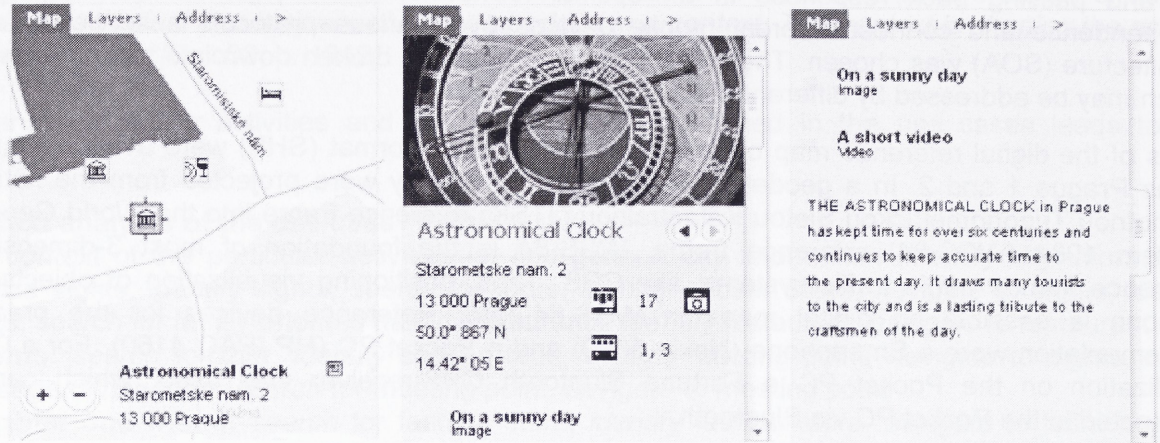 Map Layers Address >
Staromestske nam.
Astronomical Clock
Starometske nam. 2
13 000 Prague
Map Layers Address >
Astronomical Clock
Starometske nam. 2
13 000 Prague 17
50.0° 867 N
14.42° 05 E 1, 3
On a sunny day
Image
Map Layers Address >
On a sunny day
Image
A short video
Video
THE ASTRONOMICAL CLOCK in Prague
has kept time for over six centuries and
continues to keep accurate time to
the present day. It draws many tourists
to the city and is a lasting tribute to the
craftsmen of the day.